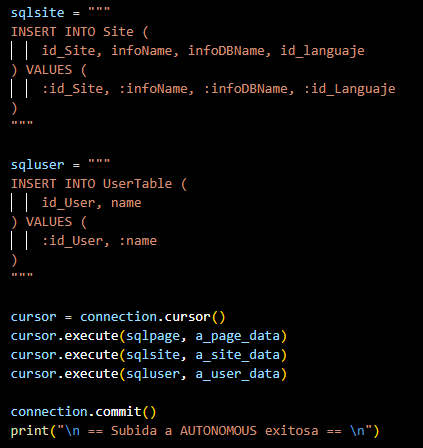 sqlsite = """
INSERT INTO Site (
    id_Site, infoName, infoDBName, id_languaje
) VALUES (
    :id_Site, :infoName, :infoDBName, :id_Languaje
)
"""

sqluser = """
INSERT INTO UserTable (
    id_User, name
) VALUES (
    :id_User, :name
)
"""

cursor = connection.cursor()
cursor.execute(sqlpage, a_page_data)
cursor.execute(sqlsite, a_site_data)
cursor.execute(sqluser, a_user_data)

connection.commit()
print("\n == Subida a AUTONOMOUS exitosa == \n")